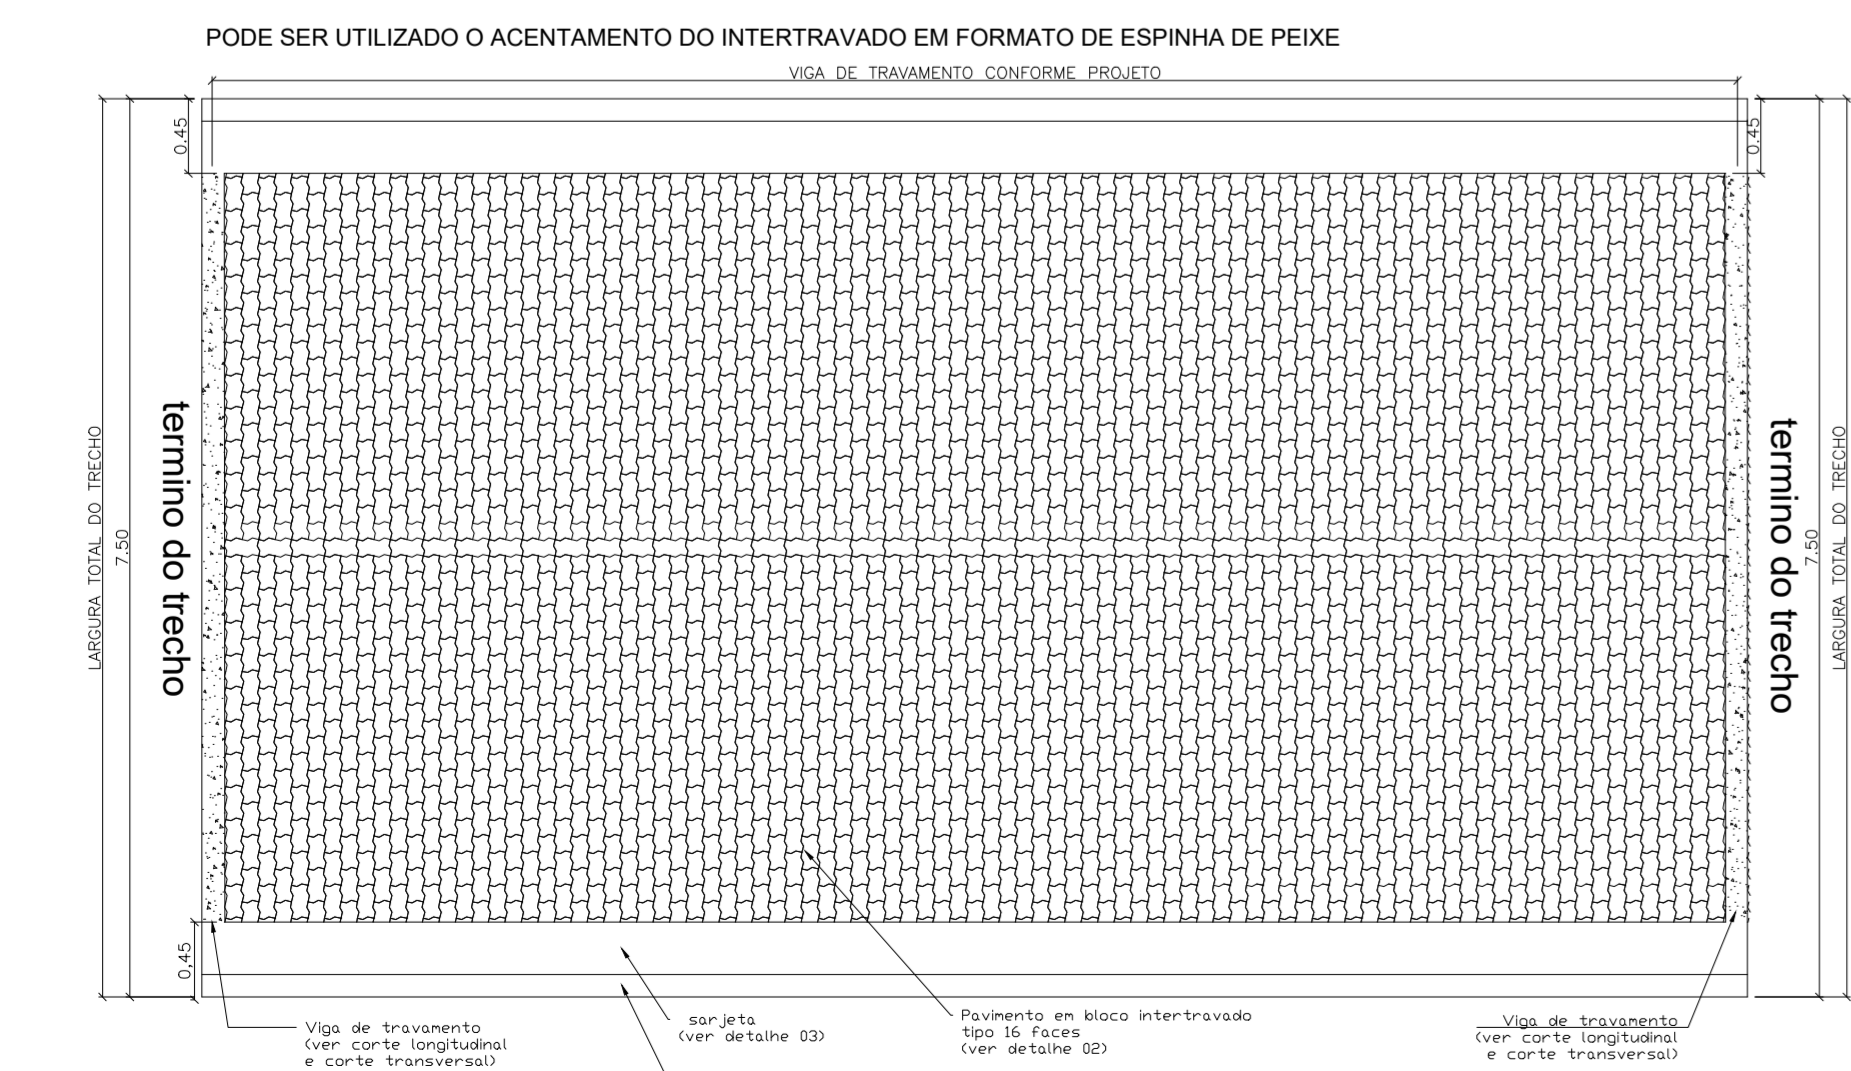 PODE SER UTILIZADO O ACENTAMENTO DO INTERTRAVADO EM FORMATO DE ESPINHA DE PEIXE
VIGA DE TRAVAMENTO CONFORME PROJETO
0.45
0.45
LARGURA TOTAL DO TRECHO
7.50
termino do trecho
termino do trecho
7.50
LARGURA TOTAL DO TRECHO
0,45
Viga de travamento
(ver corte longitudinal
e corte transversal)
sarjeta
(ver detalhe 03)
Pavimento em bloco intertravado
tipo 16 faces
(ver detalhe 02)
Viga de travamento
(ver corte longitudinal
e corte transversal)